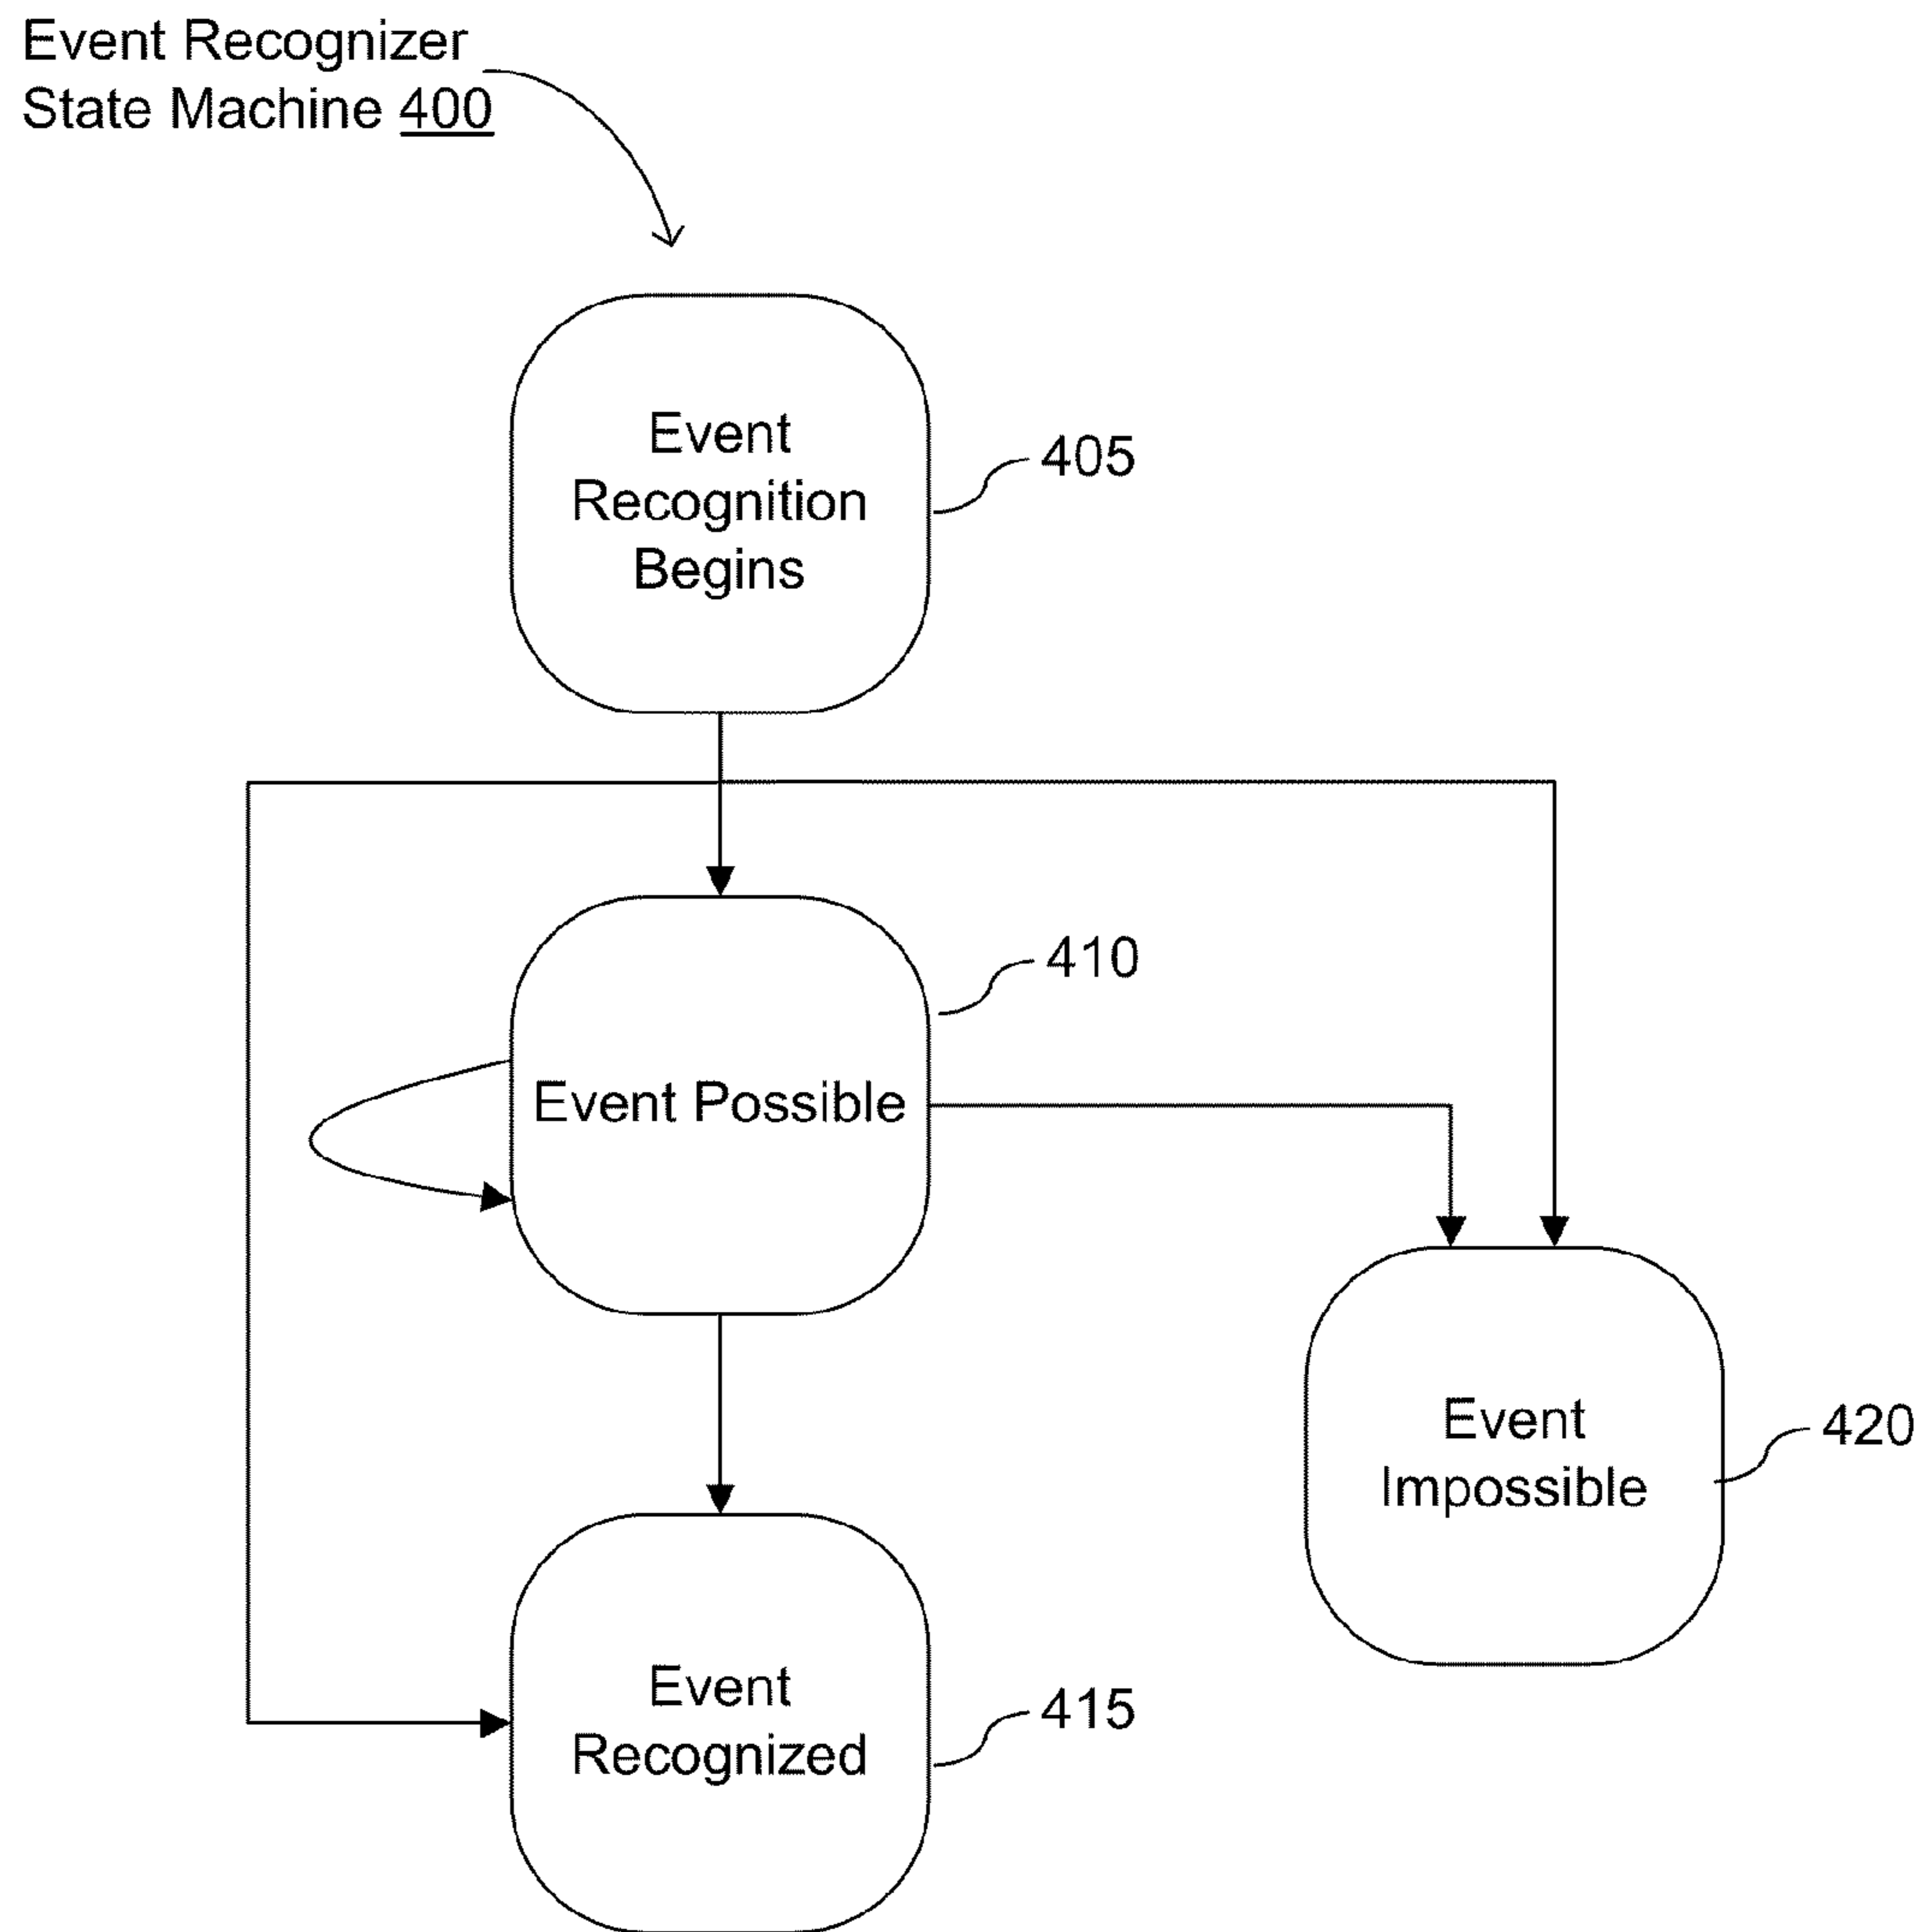 Event Recognizer
State Machine 400
Event
Recognition
Begins
405
410
Event Possible
Event
Impossible
420
Event
Recognized
415